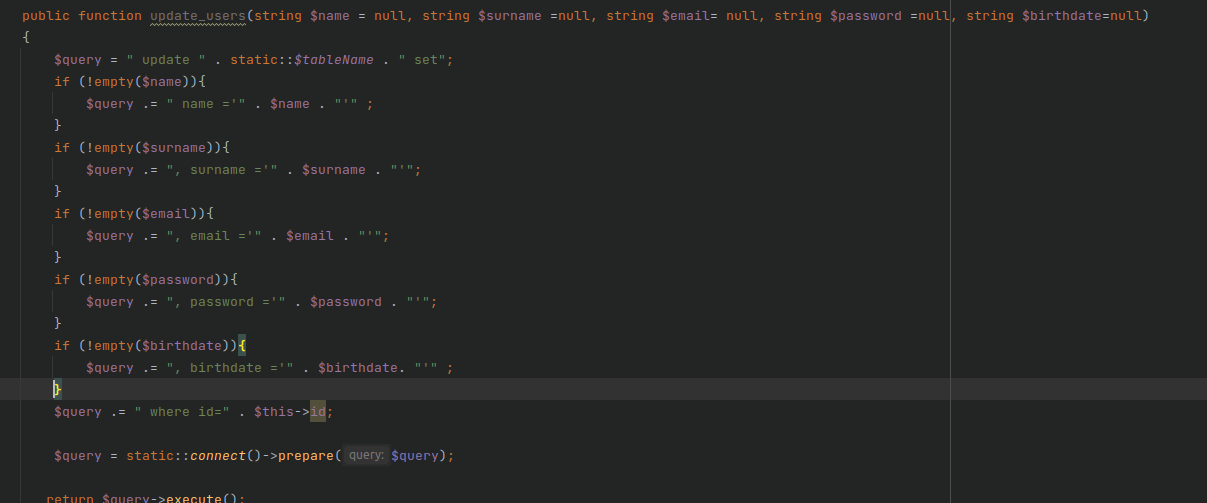 public function update_users(string $name = null, string $surname =null, string $email= null, string $password =null, string $birthdate=null)
{
$query = " update " . static::$tableName . " set";
if (!empty($name)){
$query .= " name ='" . $name . "'" ;
}
if (!empty($surname)){
$query .= ", surname ='" . $surname . "'";
}
if (!empty($email)){
$query .= ", email ='" . $email . "'";
}
if (!empty($password)){
$query .= ", password ='" . $password . "'";
}
if (!empty($birthdate)){
$query .= ", birthdate ='" . $birthdate. "'" ;
}
$query .= " where id=" . $this->id;
$query = static::connect()->prepare( query: $query);
return $query->execute();